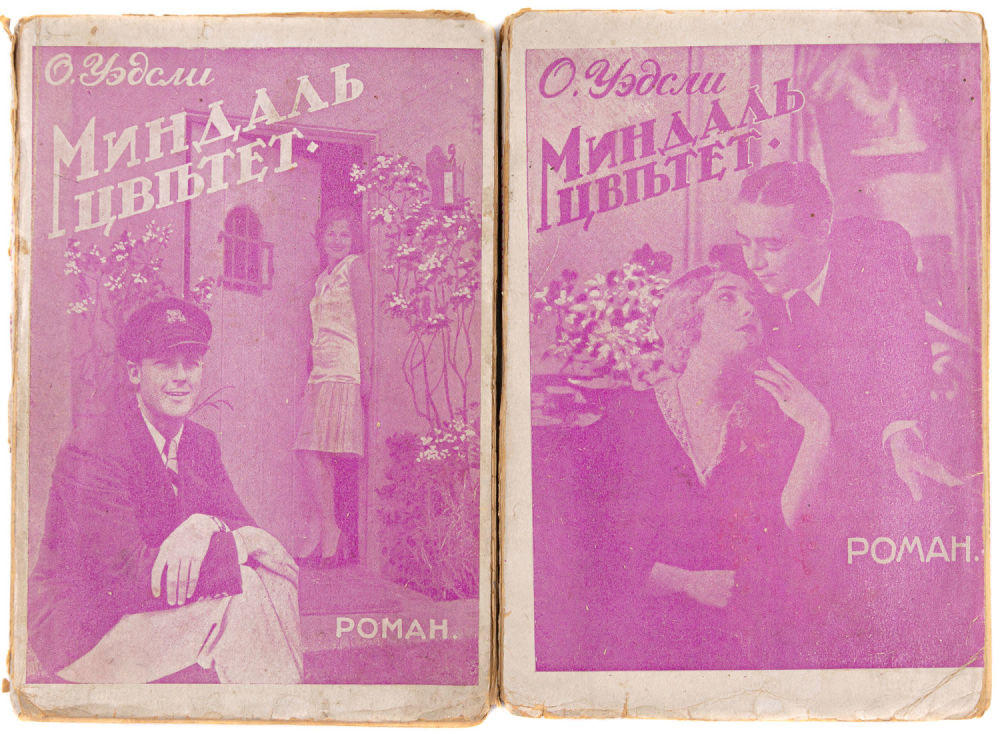 О. Уэдсли
Миндаль
цвѣтет.
РОМАН.
О. Уэдсли
Миндаль
цвѣтет.
РОМАН.